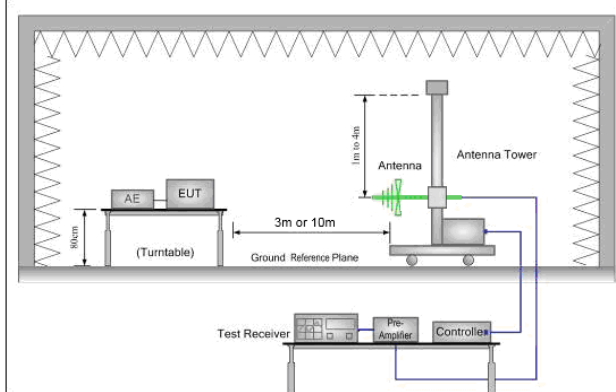 1m to 4m
Antenna
Antenna Tower
AE
EUT
80cm
(Turntable)
3m or 10m
Ground Reference Plane
Test Receiver
Pre-
Amplifier
Controller